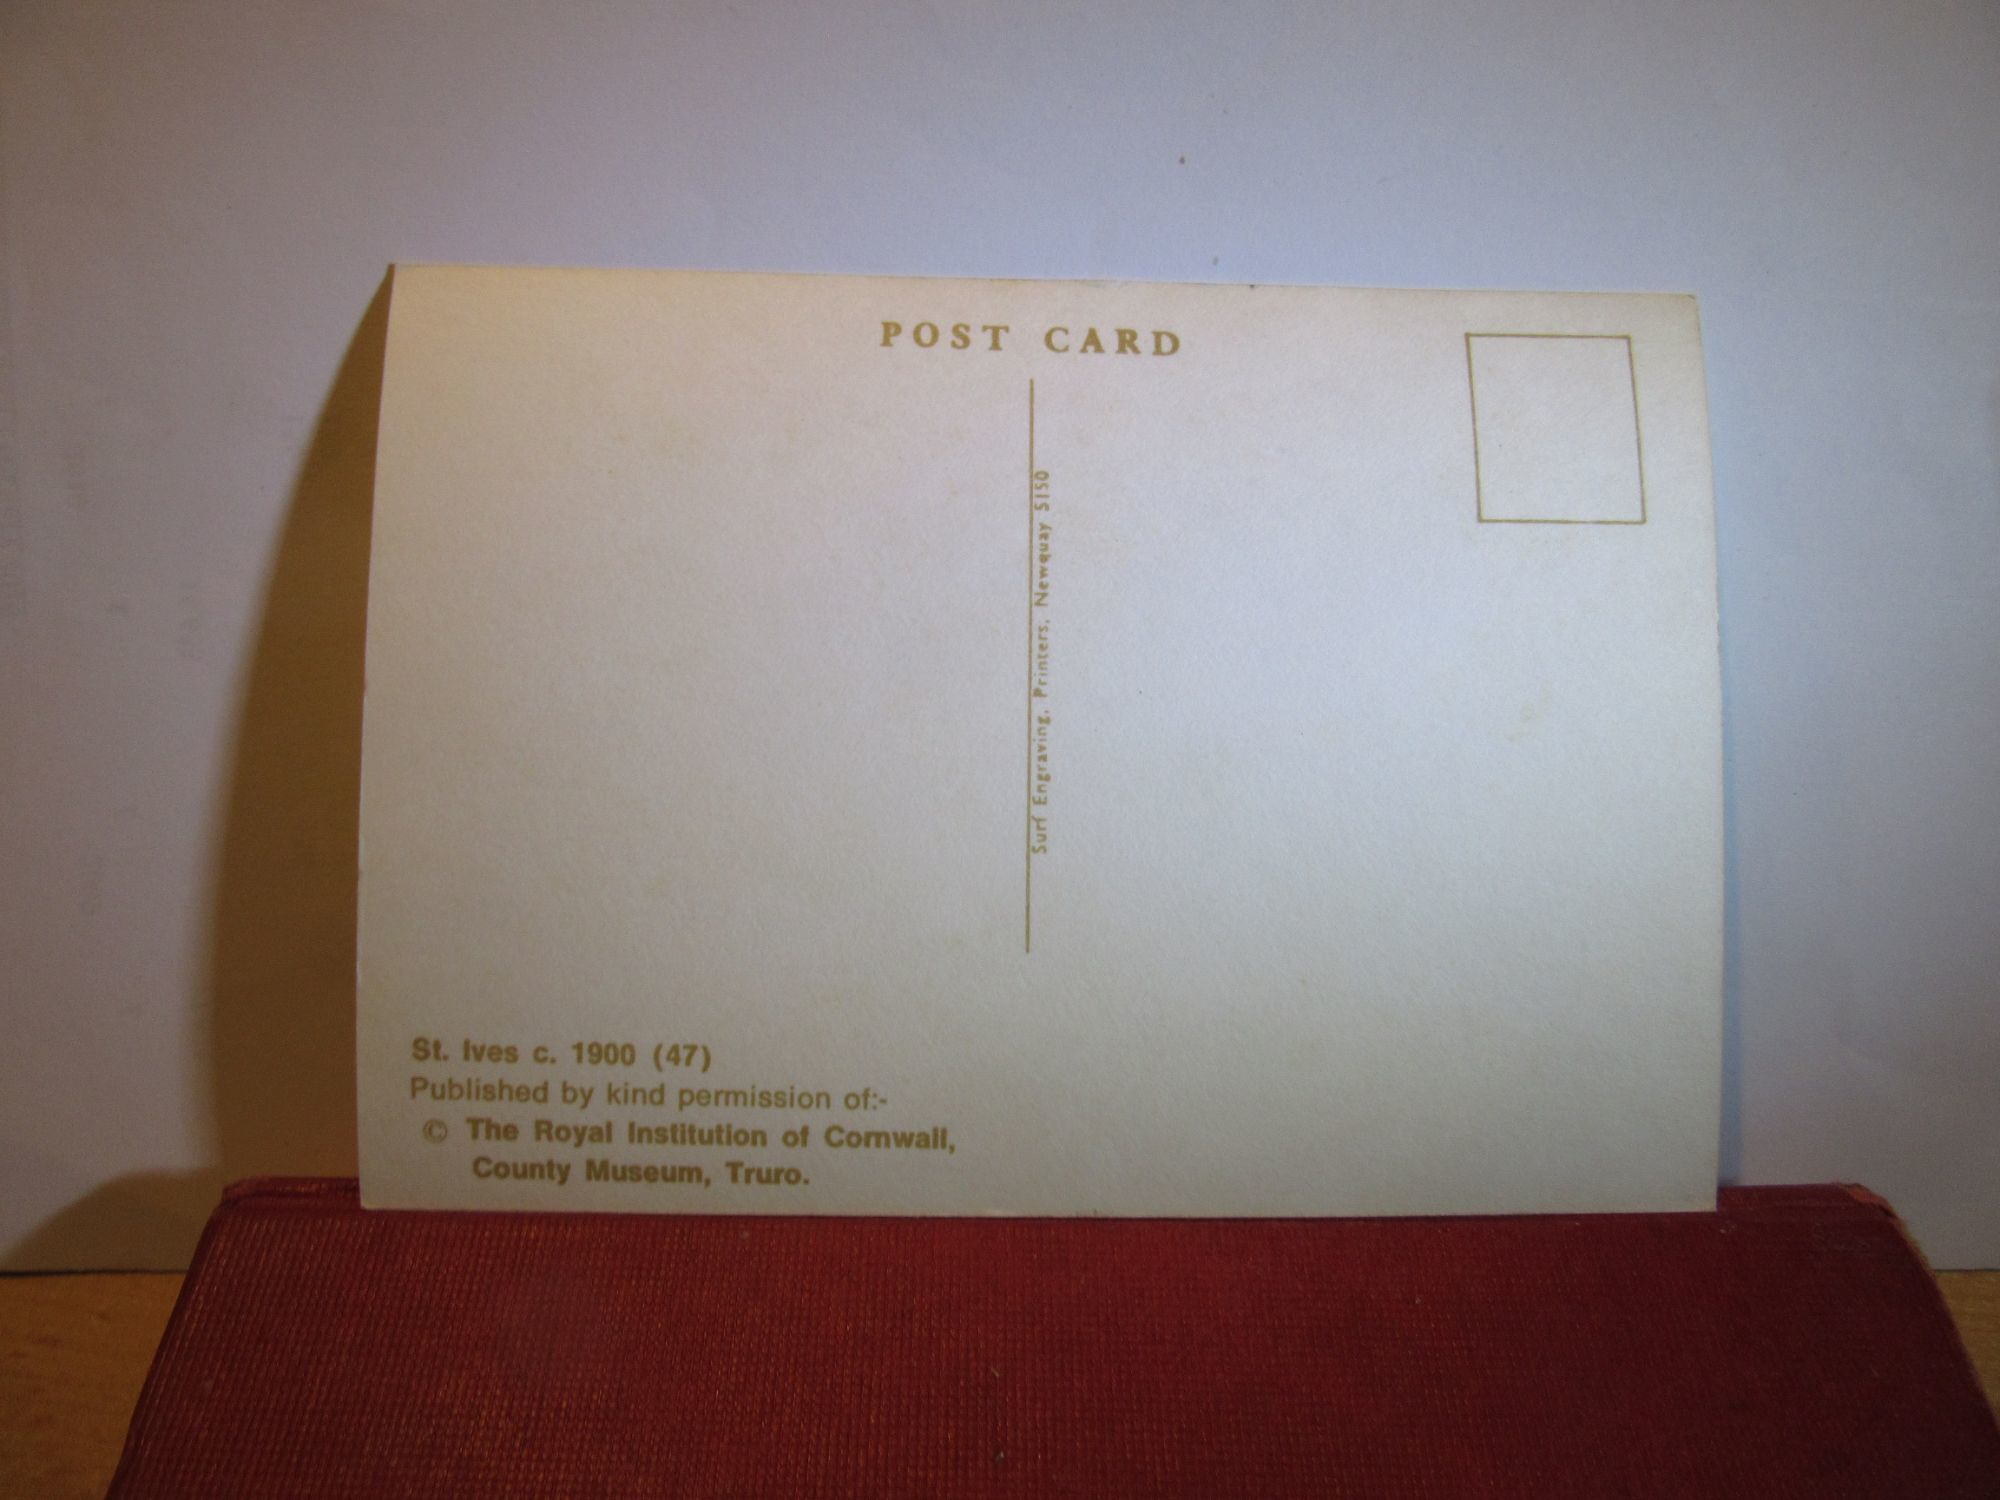 POST CARD
Surf Engraving, Printers, Newquay 5150
St. Ives c. 1900 (47)
Published by kind permission of:-
© The Royal Institution of Cornwall,
County Museum, Truro.